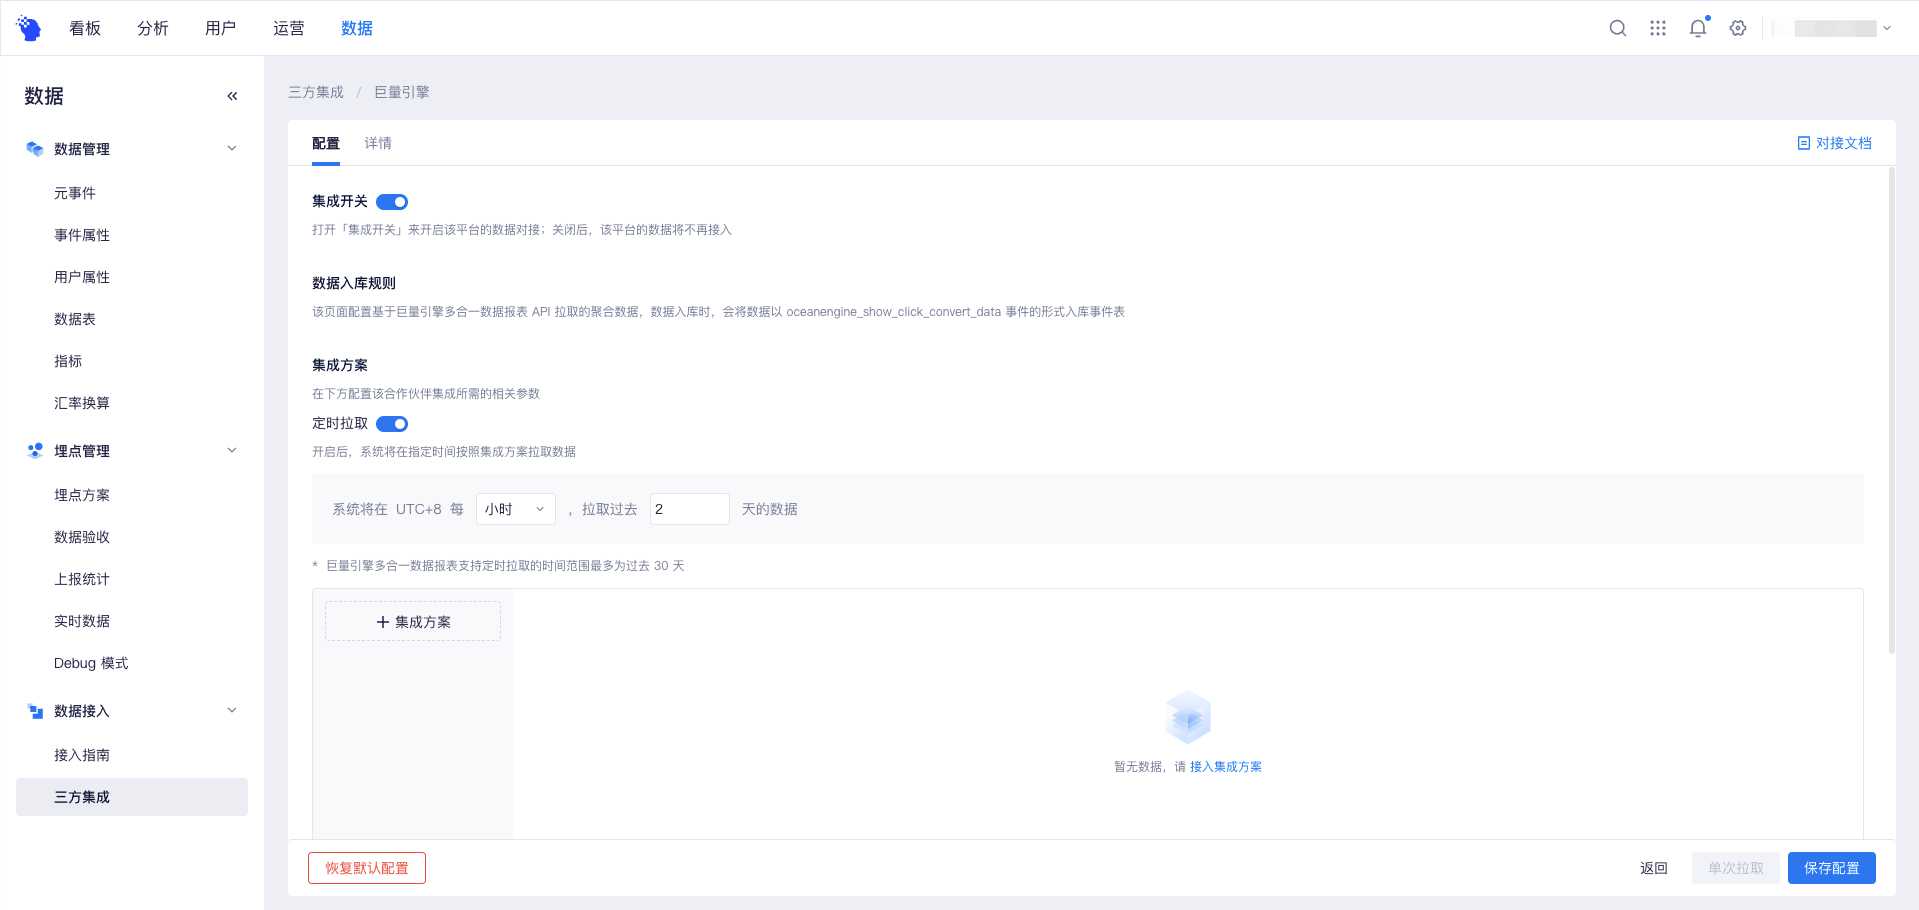 看板 分析 用户 运营 数据
数据
数据管理
元事件
事件属性
用户属性
数据表
指标
汇率换算
埋点管理
埋点方案
数据验收
上报统计
实时数据
Debug 模式
数据接入
接入指南
三方集成
三方集成 / 巨量引擎
配置 详情 对接文档
集成开关
打开「集成开关」来开启该平台的数据对接；关闭后，该平台的数据将不再接入
数据入库规则
该页面配置基于巨量引擎多合一数据报表 API 拉取的聚合数据，数据入库时，会将数据以 oceanengine_show_click_convert_data 事件的形式入库事件表
集成方案
在下方配置该合作伙伴集成所需的相关参数
定时拉取
开启后，系统将在指定时间按照集成方案拉取数据
系统将在 UTC+8 每 小时 ，拉取过去 2 天的数据
* 巨量引擎多合一数据报表支持定时拉取的时间范围最多为过去 30 天
集成方案
暂无数据，请 接入集成方案
恢复默认配置 返回 单次拉取 保存配置